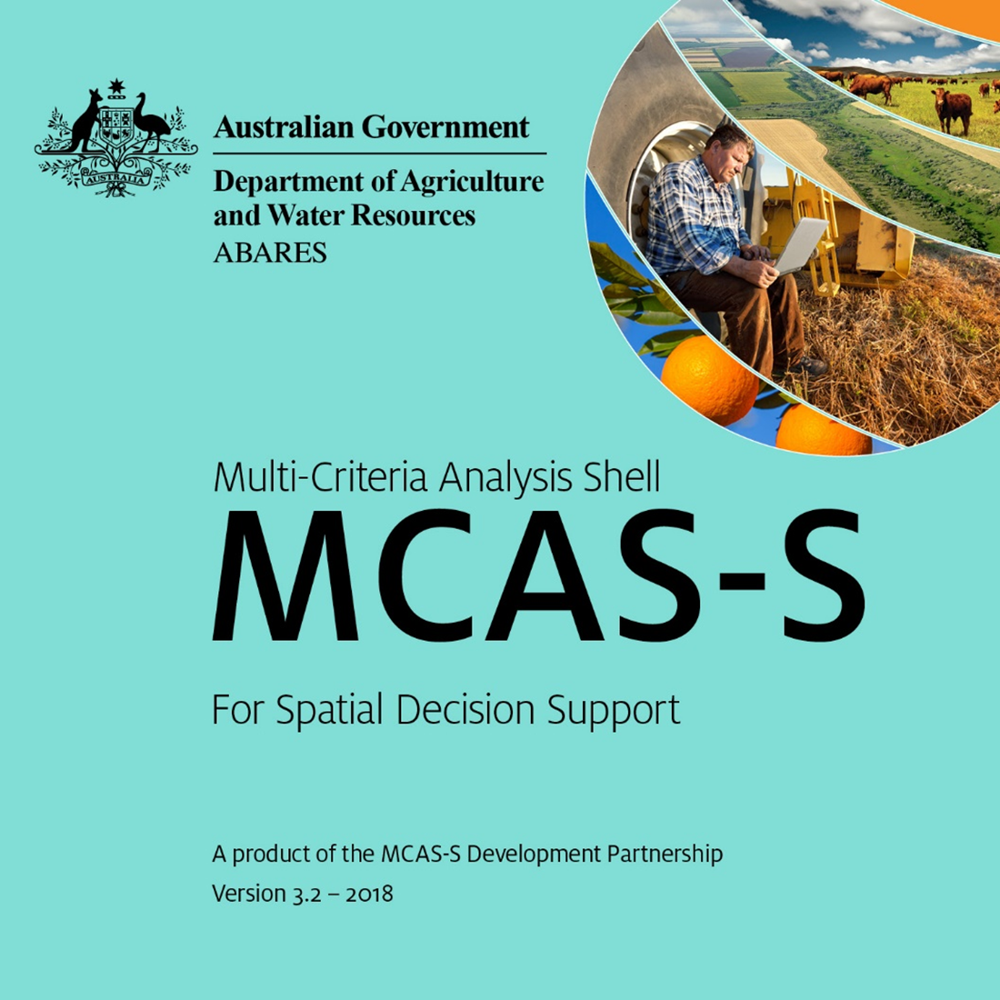 AUSTRALIA
Australian Government
Department of Agriculture
and Water Resources
ABARES
Multi-Criteria Analysis Shell
MCAS-S
For Spatial Decision Support
A product of the MCAS-S Development Partnership
Version 3.2 – 2018